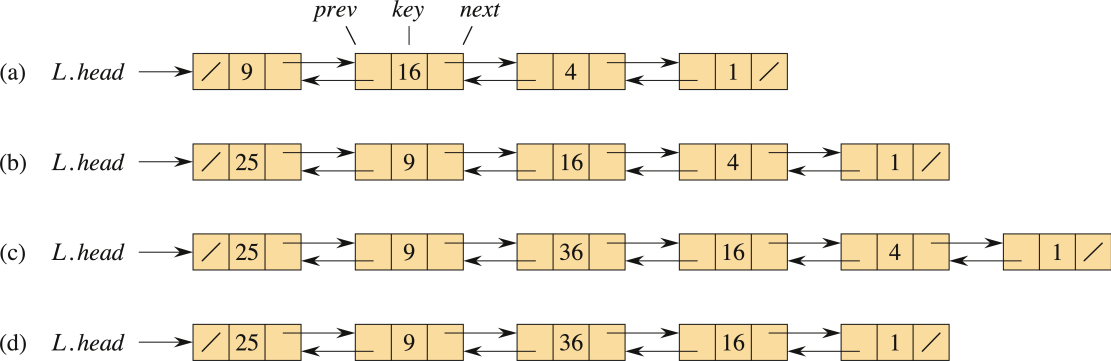 prev key next
(a) L.head / 9 16 4 1 /
(b) L.head / 25 9 16 4 1 /
(c) L.head / 25 9 36 16 4 1 /
(d) L.head / 25 9 36 16 1 /